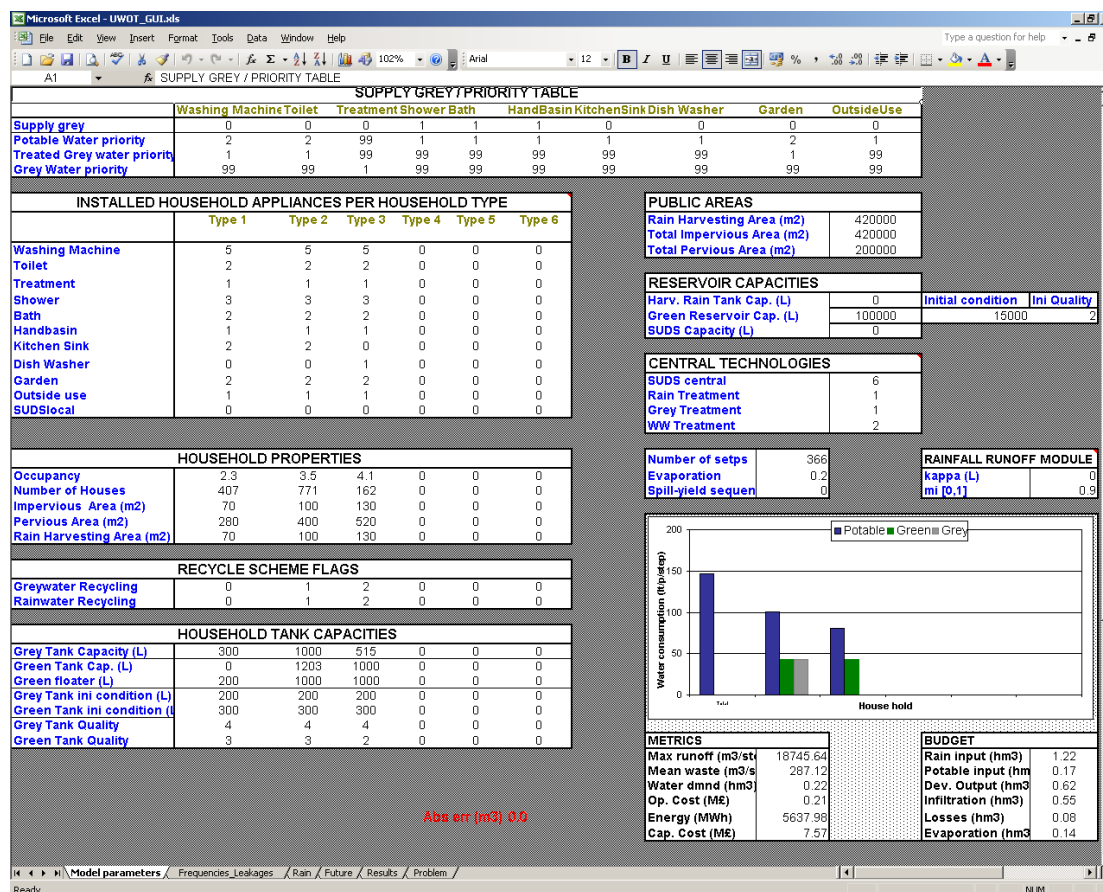 Microsoft Excel - UWOT_GUI.xls
File Edit View Insert Format Tools Data Window Help Type a question for help
102% Arial 12 B I U
A1 fx SUPPLY GREY / PRIORITY TABLE
SUPPLY GREY / PRIORITY TABLE
Washing Machine Toilet Treatment Shower Bath HandBasin KitchenSink Dish Washer Garden OutsideUse
Supply grey 0 0 0 1 1 1 0 0 0 0
Potable Water priority 2 2 99 1 1 1 1 1 2 1
Treated Grey water priority 1 1 99 99 99 99 99 99 1 99
Grey Water priority 99 99 1 99 99 99 99 99 99 99
INSTALLED HOUSEHOLD APPLIANCES PER HOUSEHOLD TYPE
Type 1 Type 2 Type 3 Type 4 Type 5 Type 6
Washing Machine 5 5 5 0 0 0
Toilet 2 2 2 0 0 0
Treatment 1 1 1 0 0 0
Shower 3 3 3 0 0 0
Bath 2 2 2 0 0 0
Handbasin 1 1 1 0 0 0
Kitchen Sink 2 2 0 0 0 0
Dish Washer 0 0 1 0 0 0
Garden 2 2 2 0 0 0
Outside use 1 1 1 0 0 0
SUDSlocal 0 0 0 0 0 0
HOUSEHOLD PROPERTIES
Occupancy 2.3 3.5 4.1 0 0 0
Number of Houses 407 771 162 0 0 0
Impervious Area (m2) 70 100 130 0 0 0
Pervious Area (m2) 280 400 520 0 0 0
Rain Harvesting Area (m2) 70 100 130 0 0 0
RECYCLE SCHEME FLAGS
Greywater Recycling 0 1 2 0 0 0
Rainwater Recycling 0 1 2 0 0 0
HOUSEHOLD TANK CAPACITIES
Grey Tank Capacity (L) 300 1000 515 0 0 0
Green Tank Cap. (L) 0 1203 1000 0 0 0
Green floater (L) 200 1000 1000 0 0 0
Grey Tank ini condition (L) 200 200 200 0 0 0
Green Tank ini condition (L 300 300 300 0 0 0
Grey Tank Quality 4 4 4 0 0 0
Green Tank Quality 3 3 2 0 0 0
Abs err (m3) 0.0
PUBLIC AREAS
Rain Harvesting Area (m2) 420000
Total Impervious Area (m2) 420000
Total Pervious Area (m2) 200000
RESERVOIR CAPACITIES
Harv. Rain Tank Cap. (L) 0 Initial condition Ini Quality
Green Reservoir Cap. (L) 100000 15000 2
SUDS Capacity (L) 0
CENTRAL TECHNOLOGIES
SUDS central 6
Rain Treatment 1
Grey Treatment 1
WW Treatment 2
Number of setps 366
Evaporation 0.2
Spill-yield sequen 0
RAINFALL RUNOFF MODULE
kappa (L) 0
mi [0,1] 0.9
Potable Green Grey
Water consumption (lt/p/step)
200
150
100
50
0
House hold
METRICS
Max runoff (m3/ste 18745.64
Mean waste (m3/s 287.12
Water dmnd (hm3) 0.22
Op. Cost (M£) 0.21
Energy (MWh) 5637.98
Cap. Cost (M£) 7.57
BUDGET
Rain input (hm3) 1.22
Potable input (hm 0.17
Dev. Output (hm3 0.62
Infiltration (hm3) 0.55
Losses (hm3) 0.08
Evaporation (hm3 0.14
Model parameters / Frequencies_Leakages / Rain / Future / Results / Problem /
Ready NUM